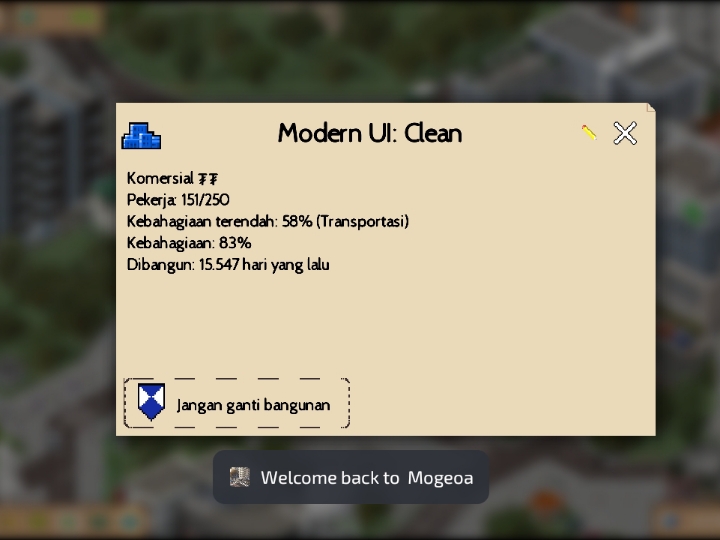 Modern UI: Clean
Komersial ₮₮
Pekerja: 151/250
Kebahagiaan terendah: 58% (Transportasi)
Kebahagiaan: 83%
Dibangun: 15.547 hari yang lalu
Jangan ganti bangunan
Welcome back to Mogeoa